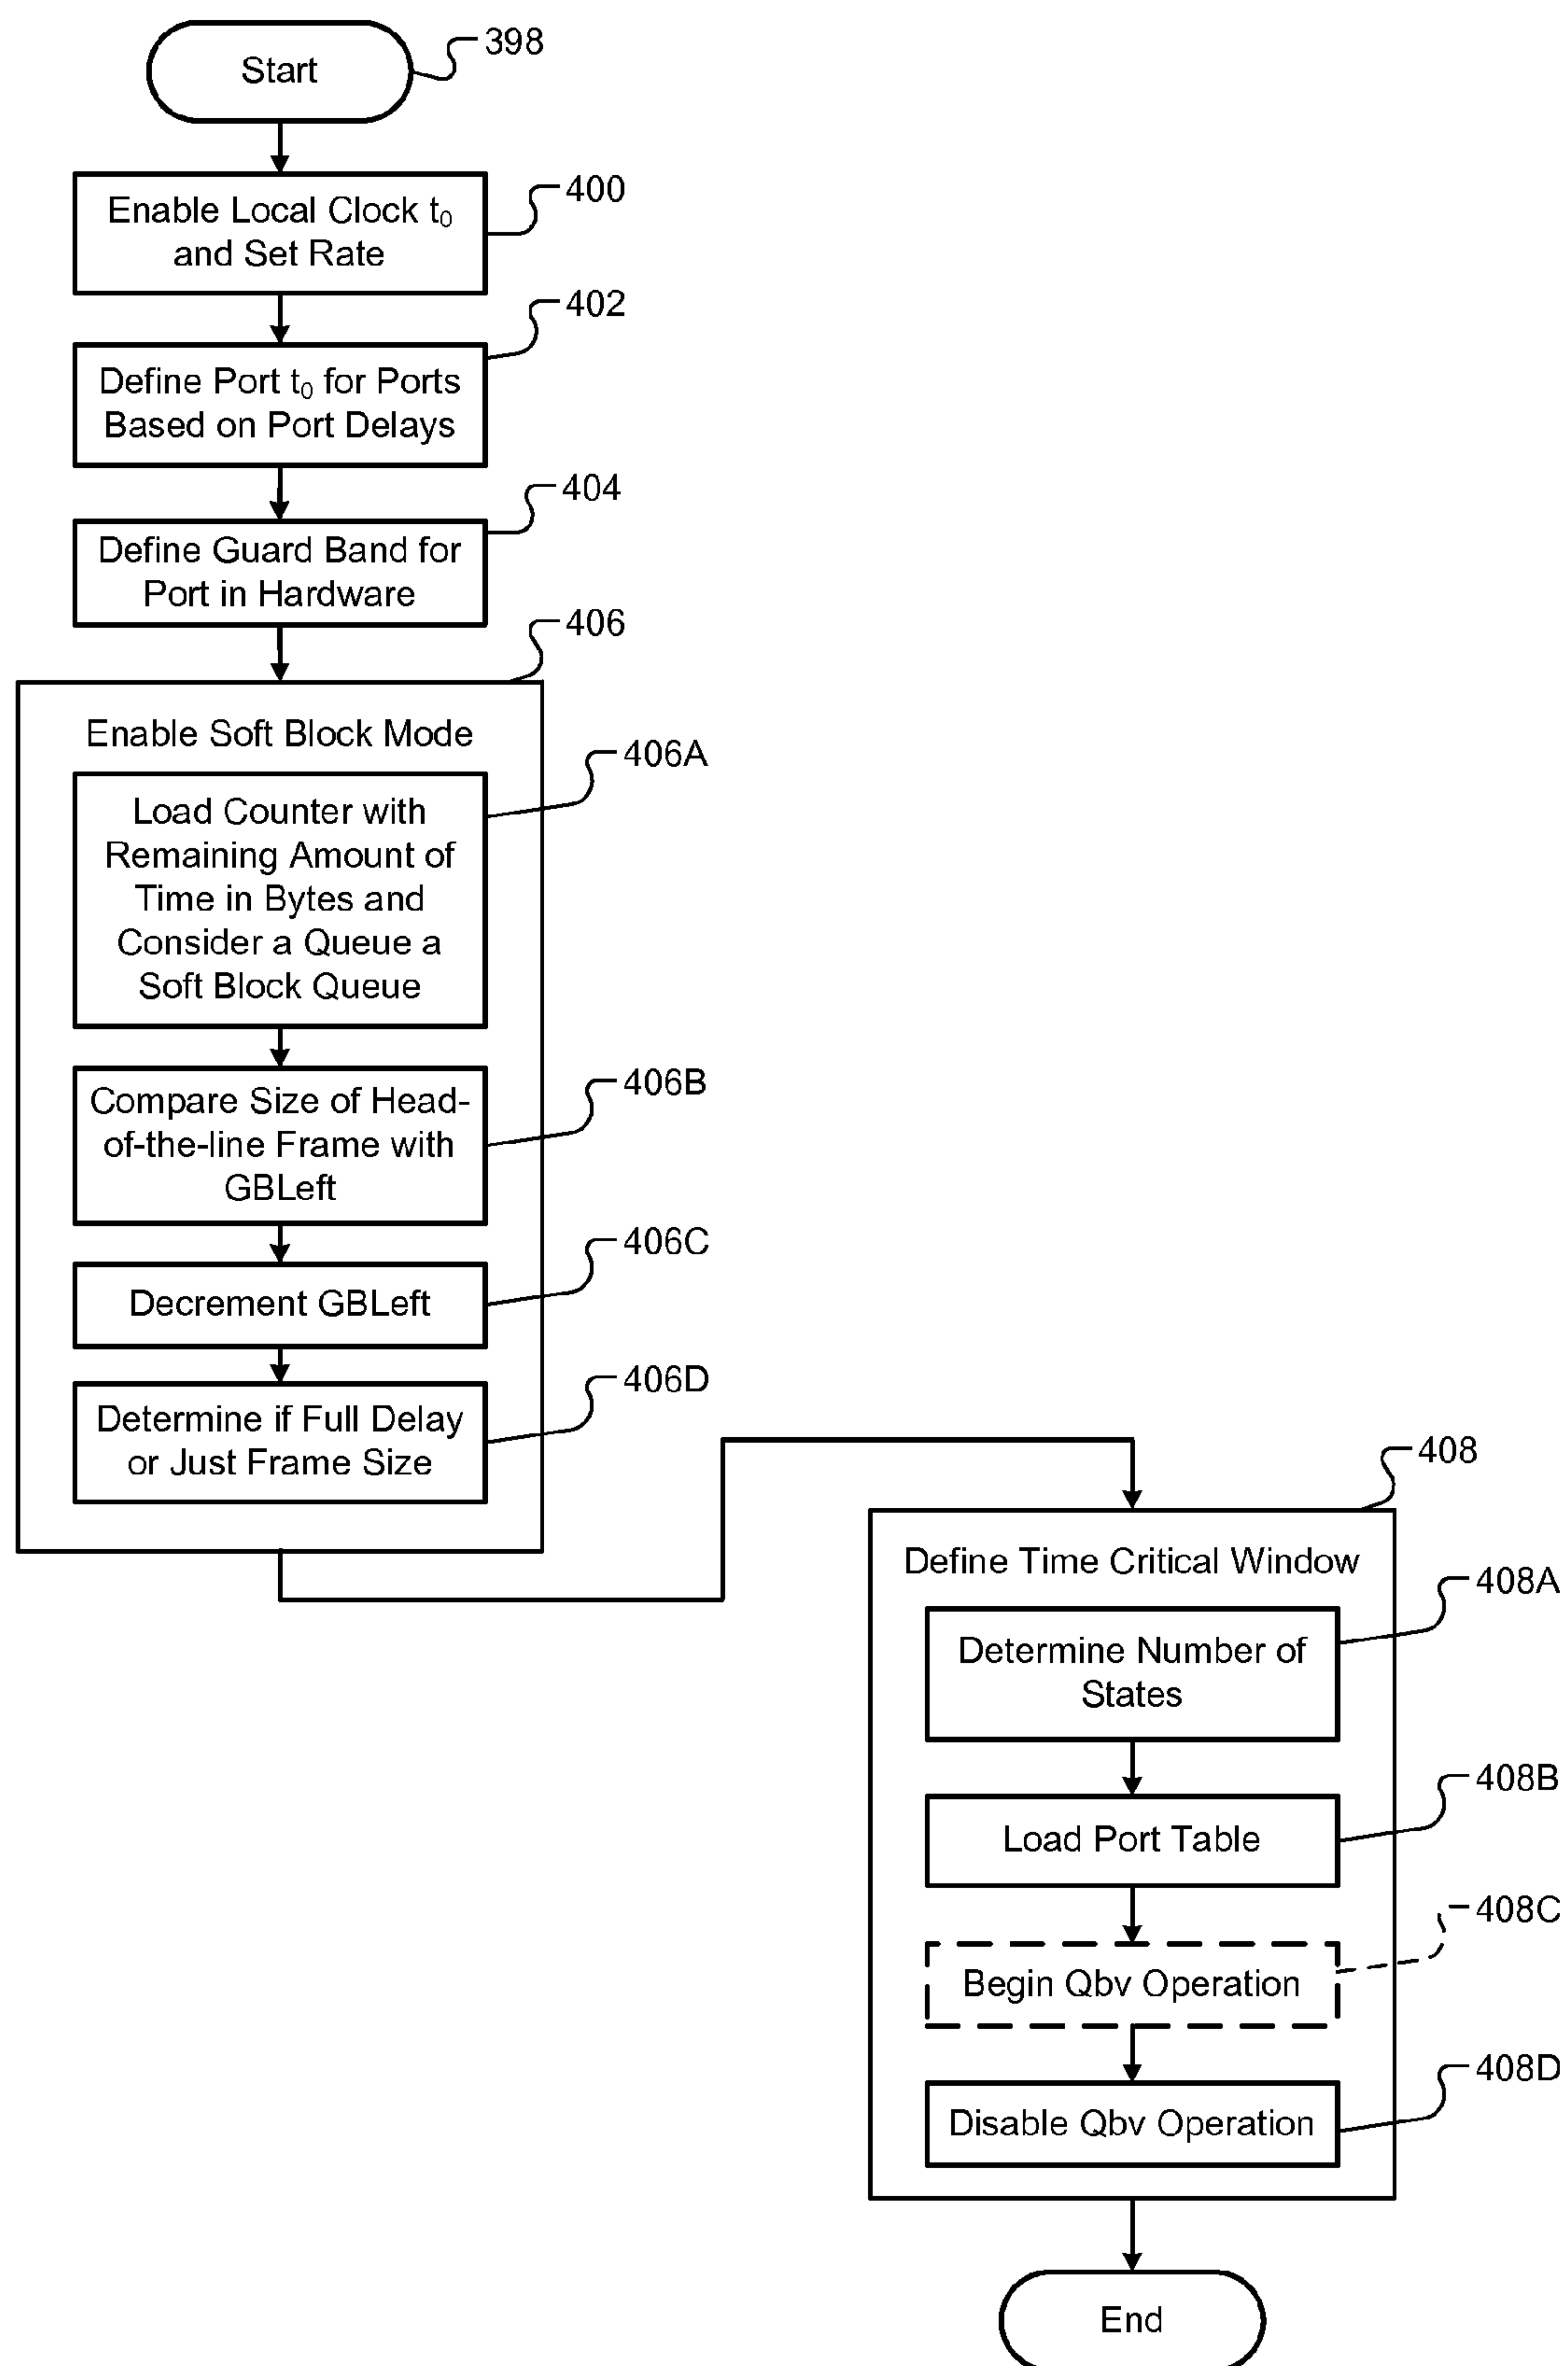 Start
398
Enable Local Clock t₀
and Set Rate
400
Define Port t₀ for Ports
Based on Port Delays
402
Define Guard Band for
Port in Hardware
404
406
Enable Soft Block Mode
Load Counter with
Remaining Amount of
Time in Bytes and
Consider a Queue a
Soft Block Queue
406A
Compare Size of Head-
of-the-line Frame with
GBLeft
406B
Decrement GBLeft
406C
Determine if Full Delay
or Just Frame Size
406D
408
Define Time Critical Window
Determine Number of
States
408A
Load Port Table
408B
Begin Qbv Operation
408C
Disable Qbv Operation
408D
End